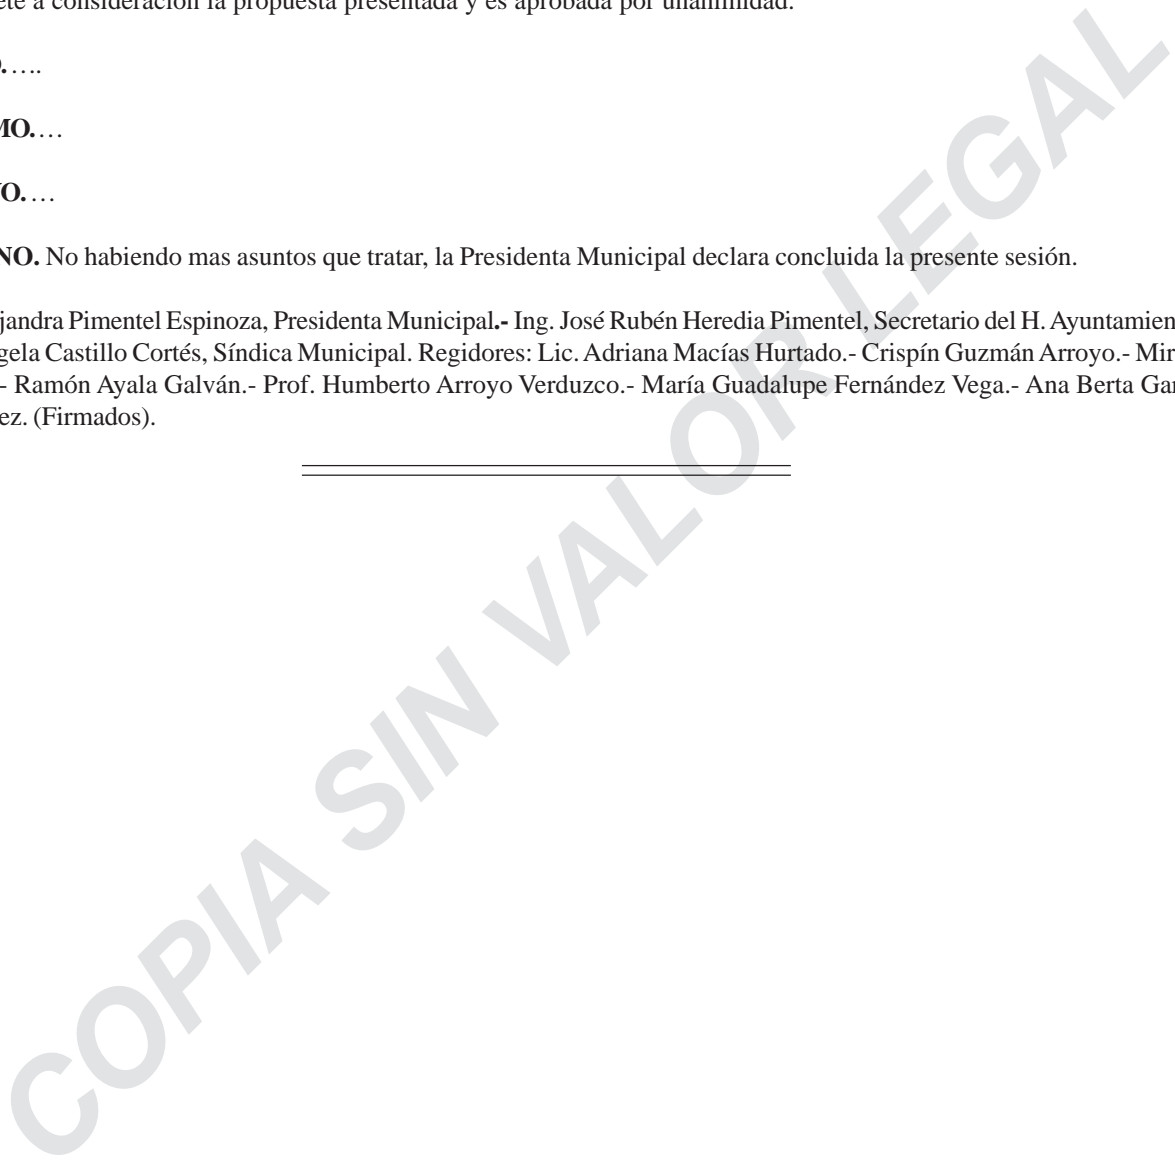 ete a consideración la propuesta presentada y es aprobada por unanimidad.
O.….
MO.…
VO.…
NO. No habiendo mas asuntos que tratar, la Presidenta Municipal declara concluida la presente sesión.
jandra Pimentel Espinoza, Presidenta Municipal.- Ing. José Rubén Heredia Pimentel, Secretario del H. Ayuntamien
gela Castillo Cortés, Síndica Municipal. Regidores: Lic. Adriana Macías Hurtado.- Crispín Guzmán Arroyo.- Mir
.- Ramón Ayala Galván.- Prof. Humberto Arroyo Verduzco.- María Guadalupe Fernández Vega.- Ana Berta Gar
ez. (Firmados).
COPIA SIN VALOR LEGAL